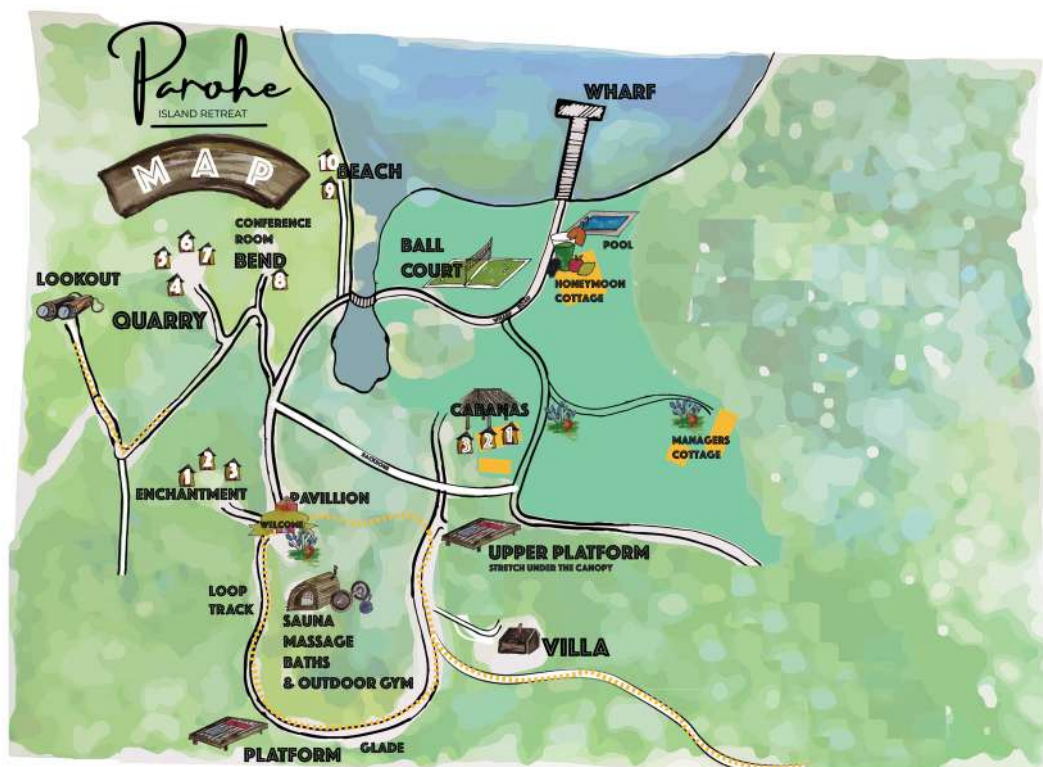 Parohe
ISLAND RETREAT
MAP
WHARF
10
BEACH
9
CONFERENCE
ROOM
BEND
8
6
5
7
4
LOOKOUT
QUARRY
BALL
COURT
POOL
HONEYMOON
COTTAGE
CABANAS
3
2
1
MANAGERS
COTTAGE
BACKBONE
2
1
3
ENCHANTMENT
PAVILLION
WELCOME
UPPER PLATFORM
STRETCH UNDER THE CANOPY
LOOP
TRACK
SAUNA
MASSAGE
BATHS
& OUTDOOR GYM
VILLA
PLATFORM
GLADE